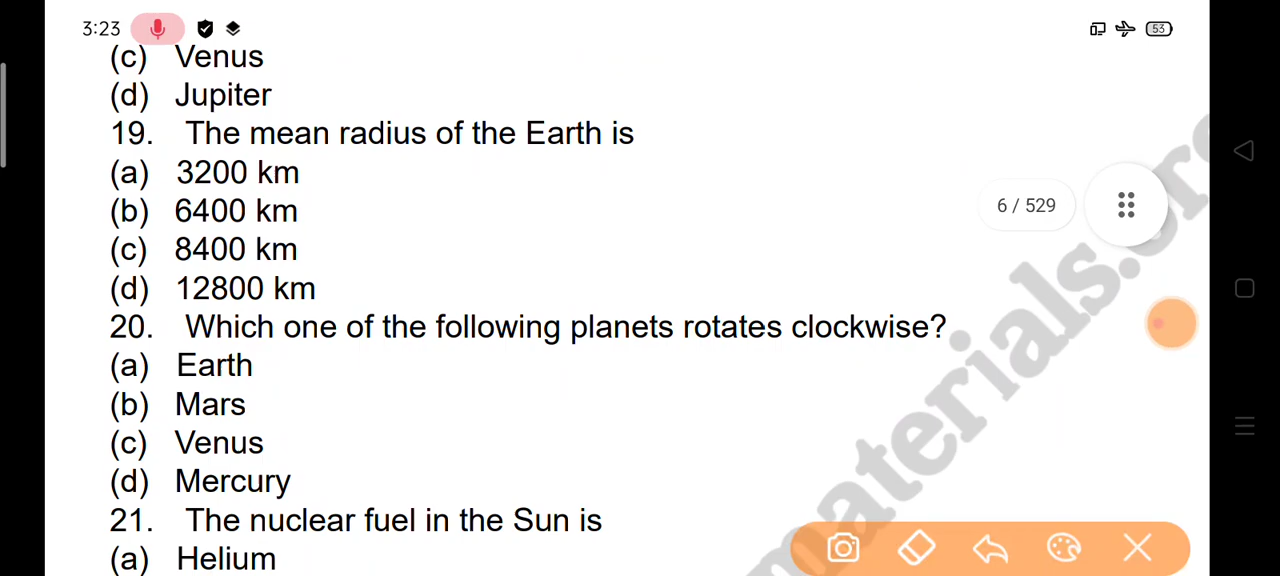 3:23
53
(c) Venus
(d) Jupiter
19. The mean radius of the Earth is
(a) 3200 km
(b) 6400 km
(c) 8400 km
(d) 12800 km
6 / 529
20. Which one of the following planets rotates clockwise?
(a) Earth
(b) Mars
(c) Venus
(d) Mercury
21. The nuclear fuel in the Sun is
(a) Helium
materials.or